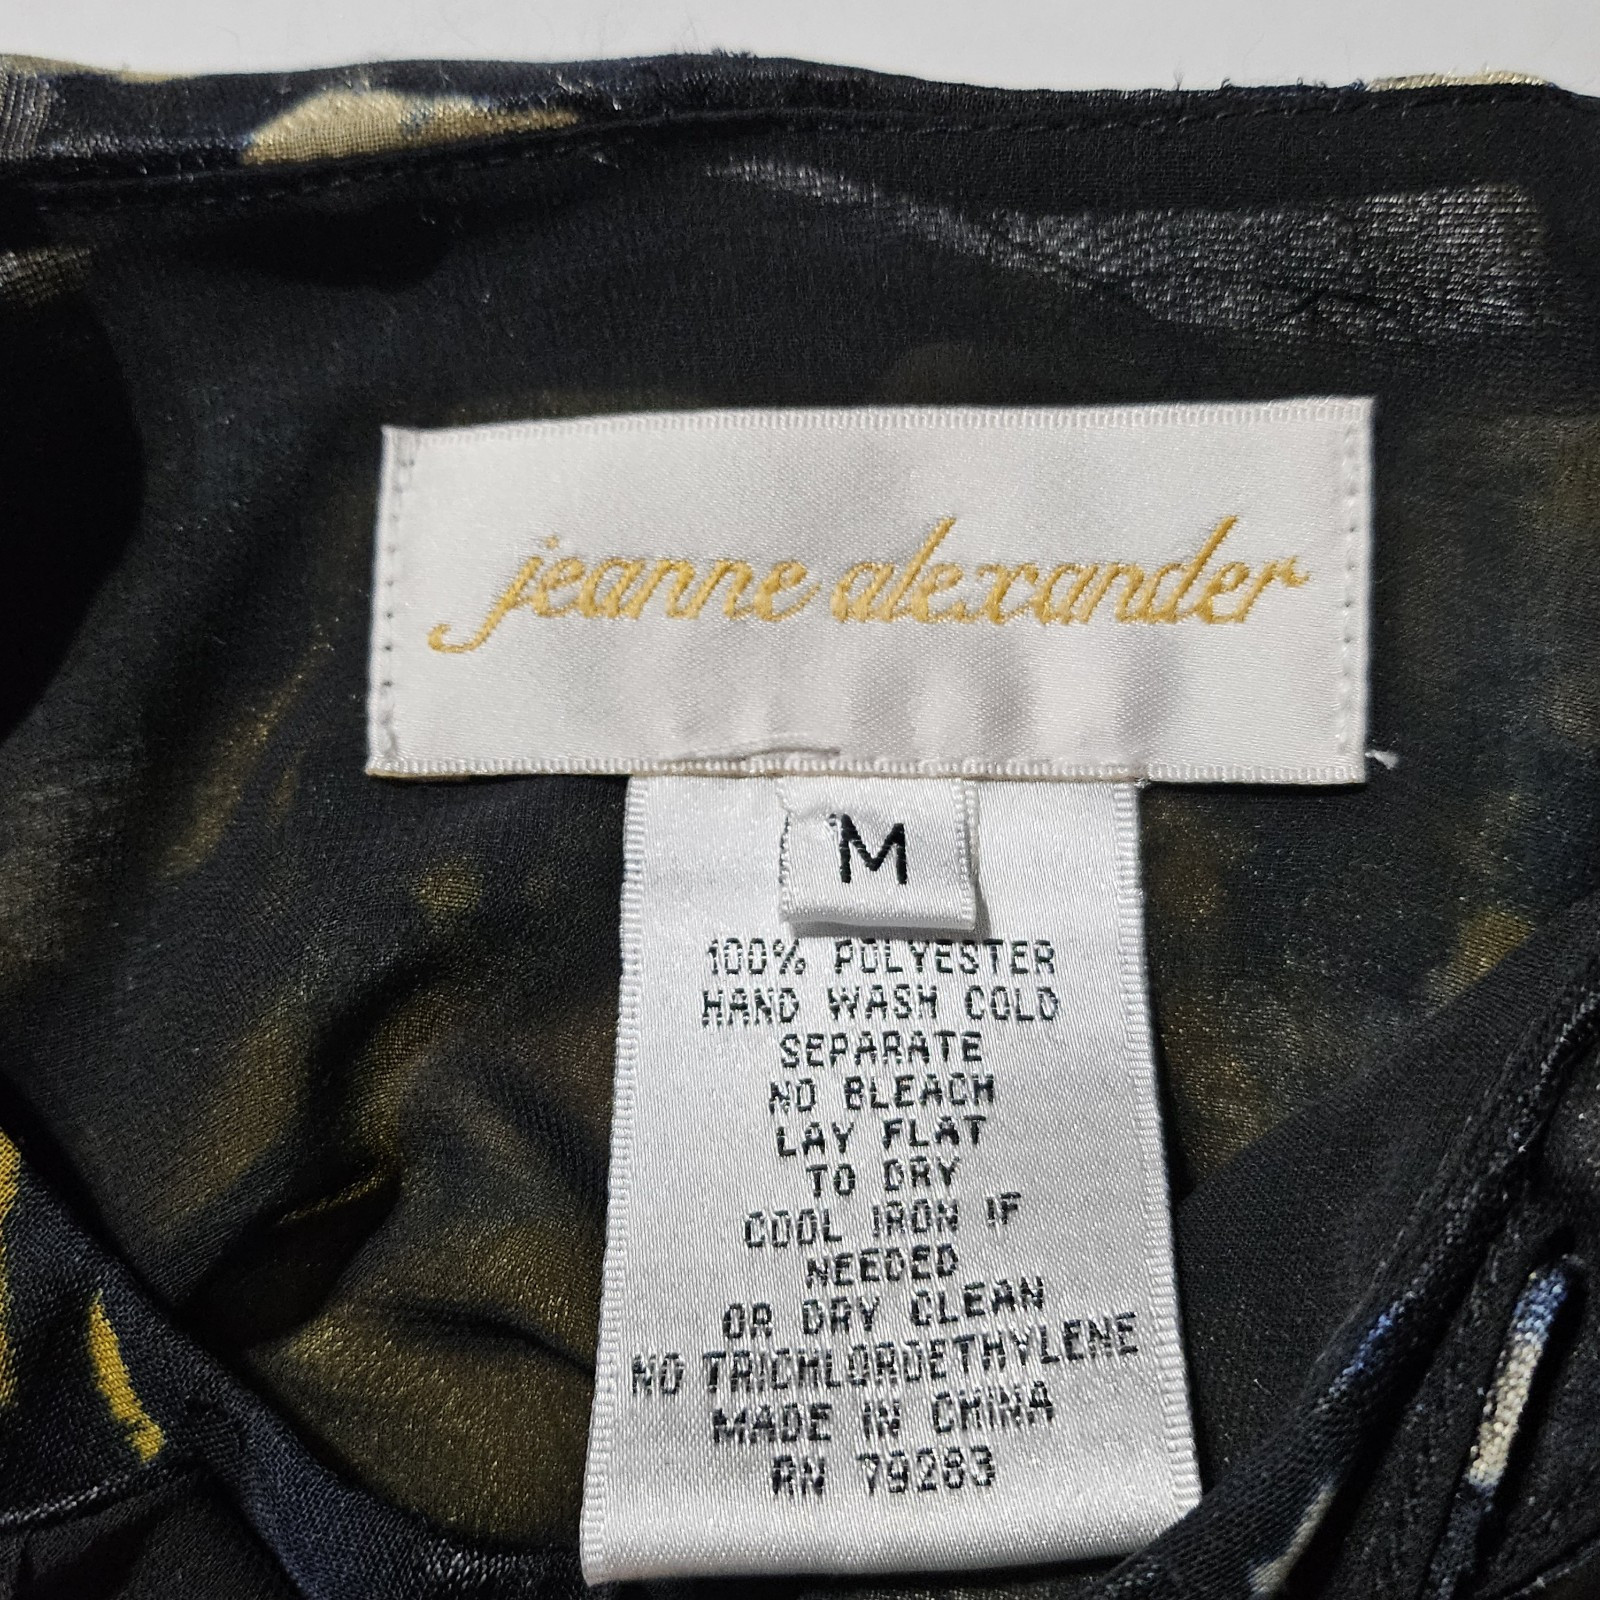 jeanne alexander
M
100% POLYESTER
HAND WASH COLD
SEPARATE
NO BLEACH
LAY FLAT
TO DRY
COOL IRON IF
NEEDED
OR DRY CLEAN
NO TRICHLOROETHYLENE
MADE IN CHINA
RN 79283